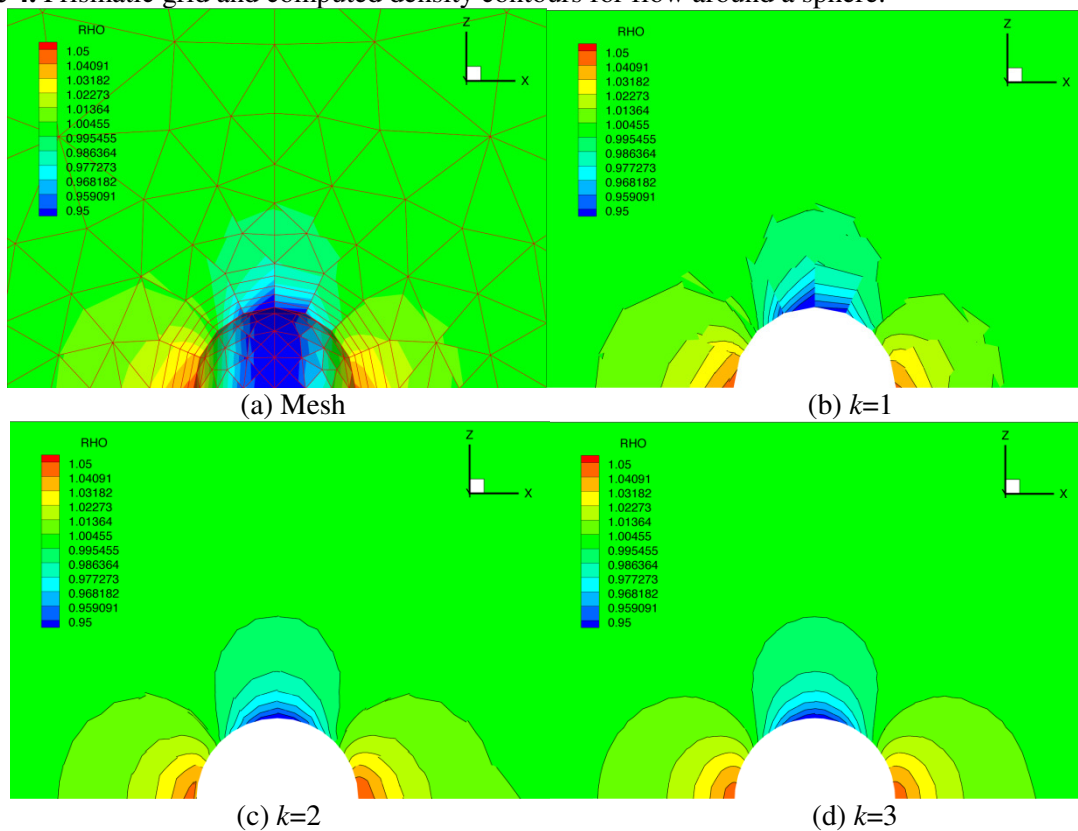 4. Prismatic grid and computed density contours for flow around a sphere.
RHO
1.05
1.04091
1.03182
1.02273
1.01364
1.00455
0.995455
0.986364
0.977273
0.968182
0.959091
0.95
Z
X
(a) Mesh
RHO
1.05
1.04091
1.03182
1.02273
1.01364
1.00455
0.995455
0.986364
0.977273
0.968182
0.959091
0.95
Z
X
(b) k=1
RHO
1.05
1.04091
1.03182
1.02273
1.01364
1.00455
0.995455
0.986364
0.977273
0.968182
0.959091
0.95
Z
X
(c) k=2
RHO
1.05
1.04091
1.03182
1.02273
1.01364
1.00455
0.995455
0.986364
0.977273
0.968182
0.959091
0.95
Z
X
(d) k=3